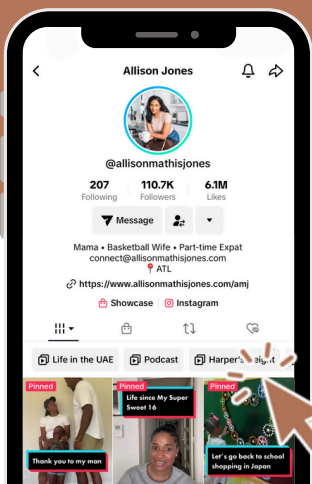 Allison Jones
@allisonmathisjones
207 110.7K 6.1M
Following Followers Likes
Message
Mama • Basketball Wife • Part-time Expat
connect@allisonmathisjones.com
📍 ATL
https://www.allisonmathisjones.com/amj
Showcase Instagram
Life in the UAE Podcast Harper's
Pinned Pinned Pinned
Life since My Super
Sweet 16
Thank you to my man
Let's go back to school
shopping in Japan